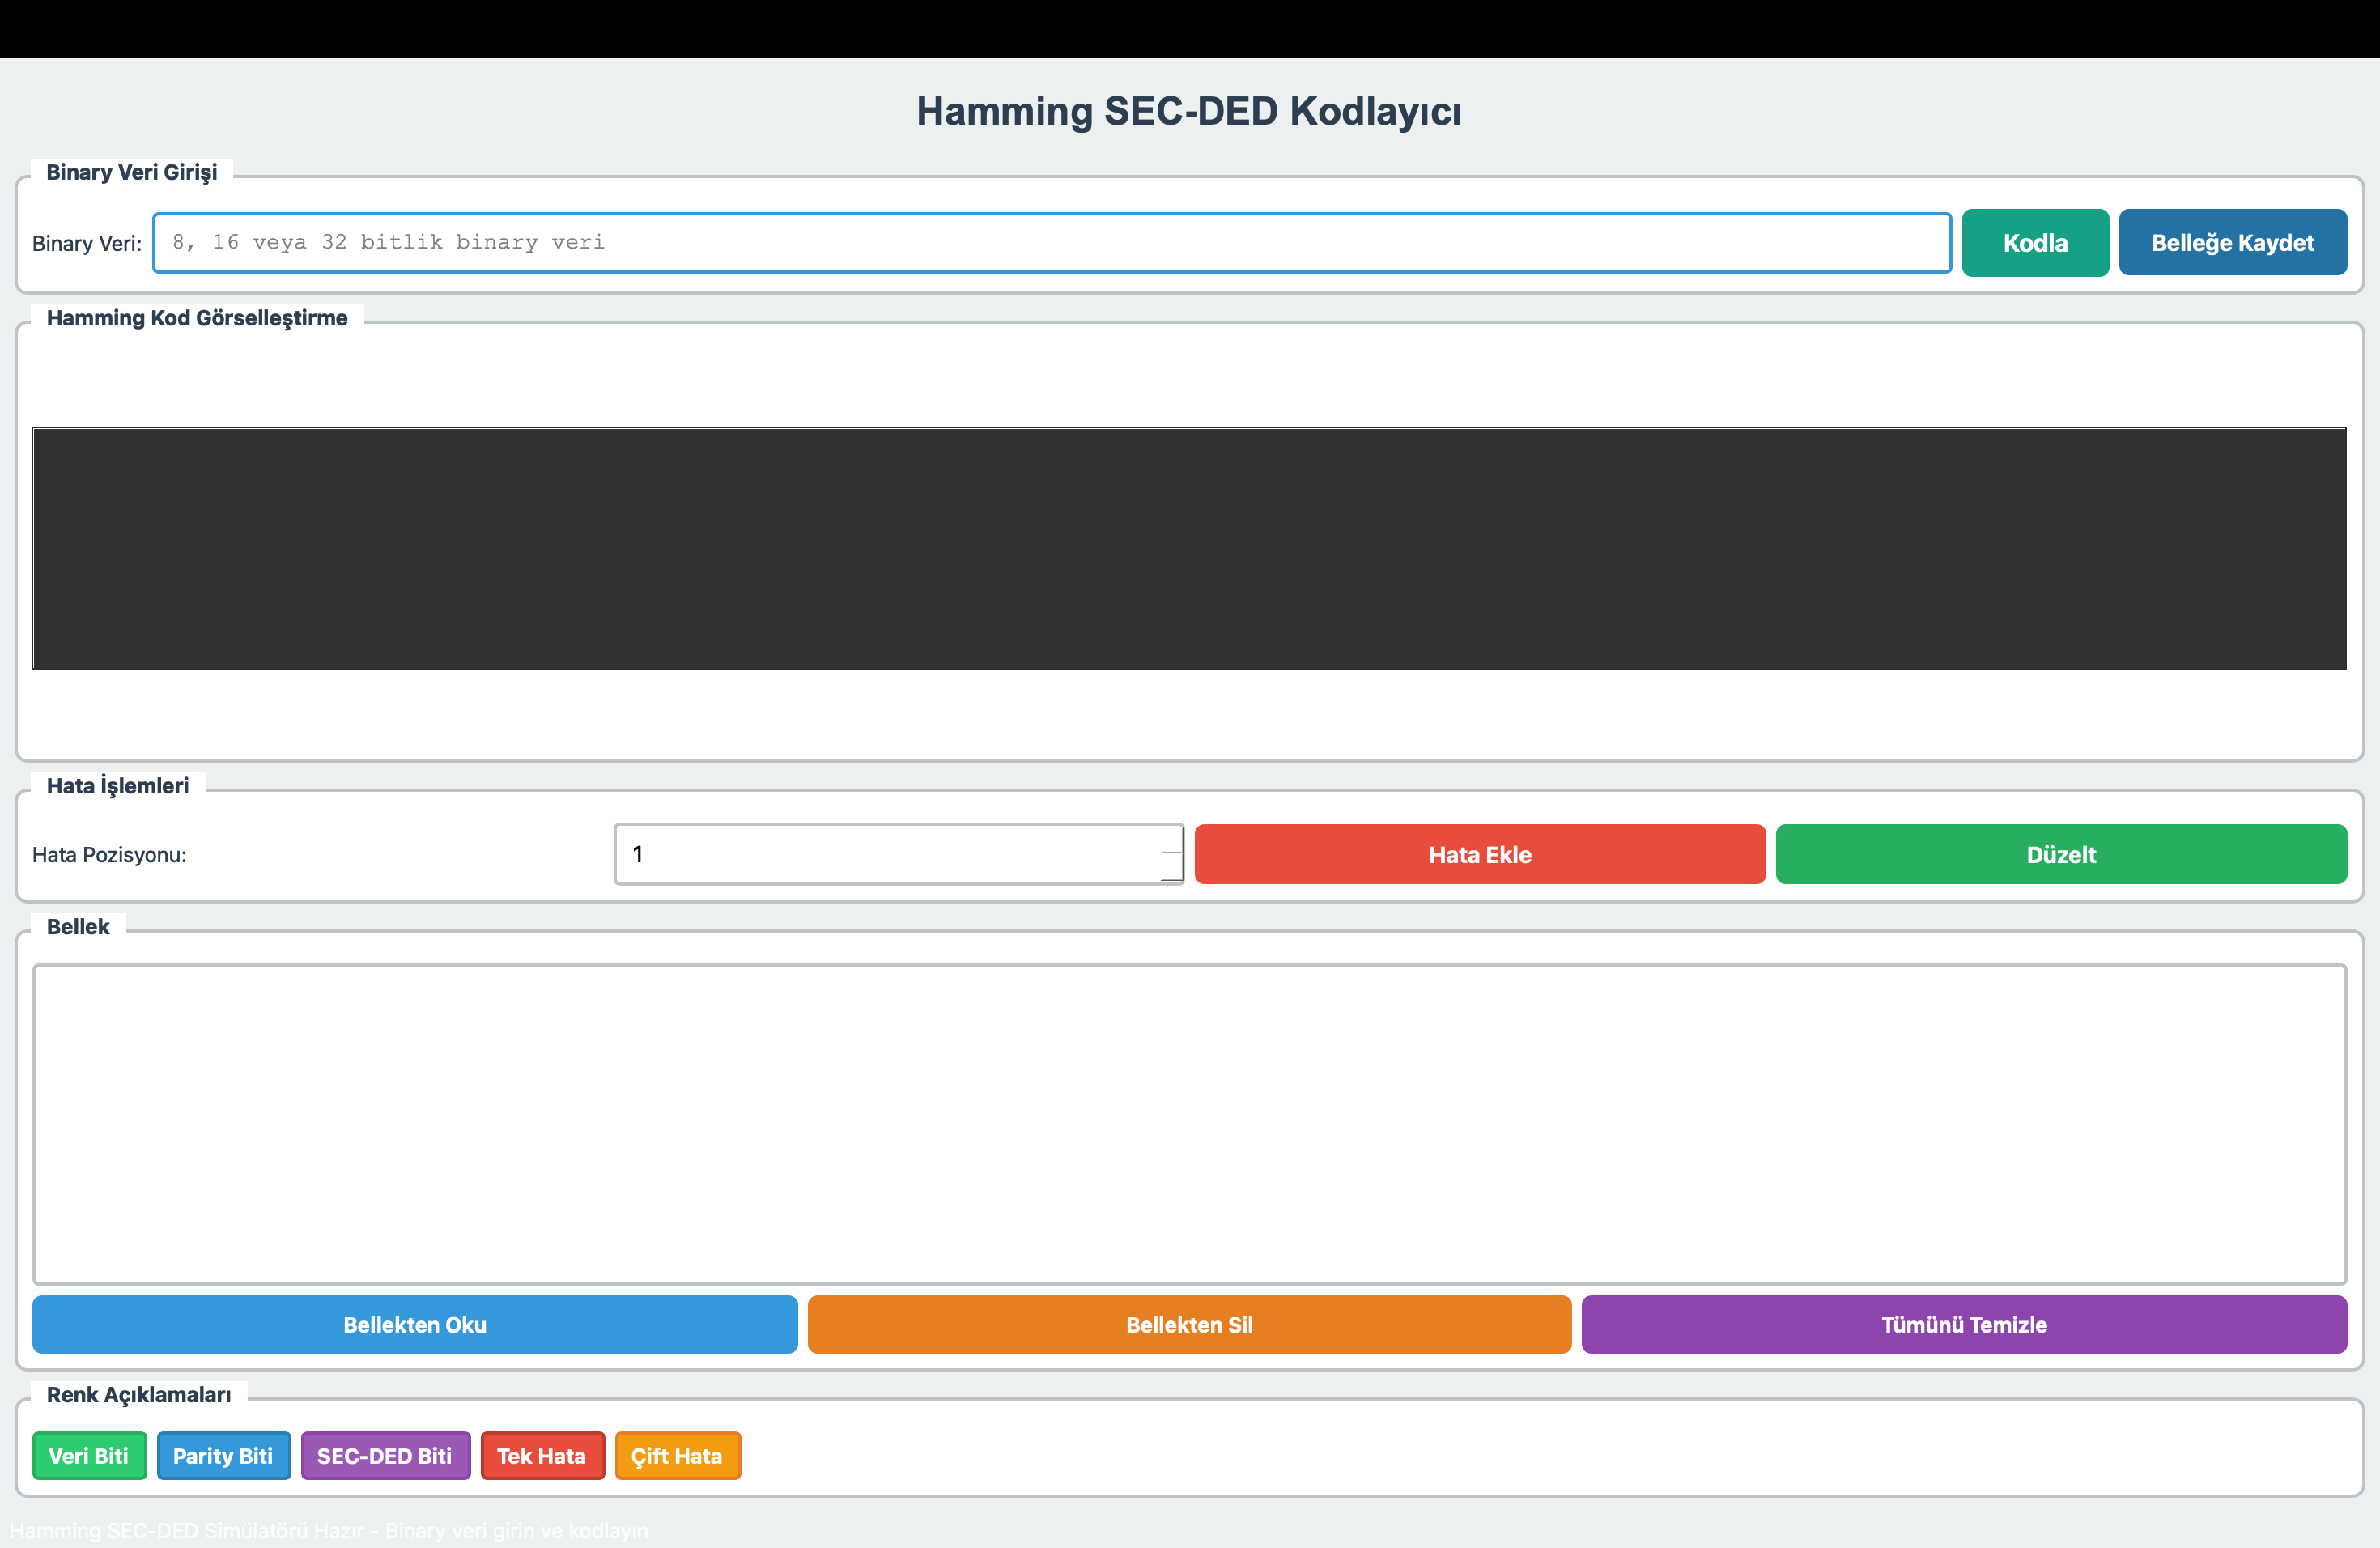 Hamming SEC-DED Kodlayıcı
Binary Veri Girişi
Binary Veri: 8, 16 veya 32 bitlik binary veri Kodla Belleğe Kaydet
Hamming Kod Görselleştirme
Hata İşlemleri
Hata Pozisyonu: 1 Hata Ekle Düzelt
Bellek
Bellekten Oku Bellekten Sil Tümünü Temizle
Renk Açıklamaları
Veri Biti Parity Biti SEC-DED Biti Tek Hata Çift Hata
Hamming SEC-DED Simülatörü Hazır - Binary veri girin ve kodlayın